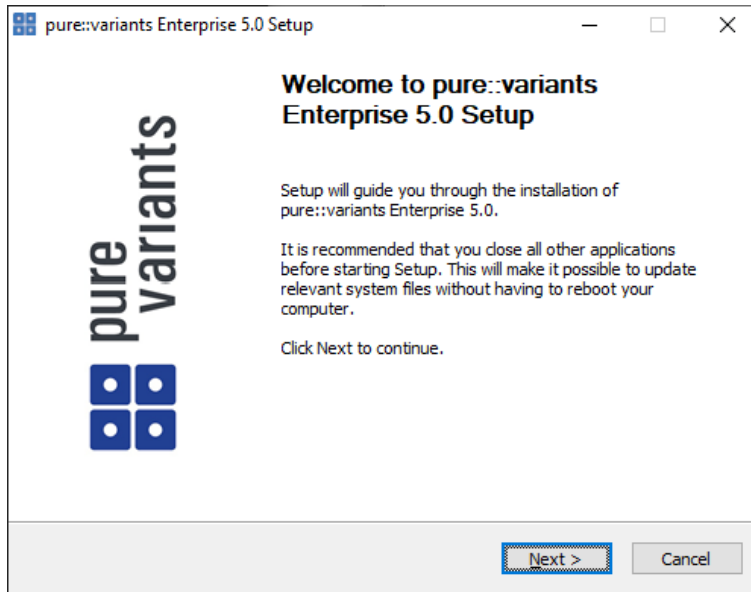 pure::variants Enterprise 5.0 Setup
Welcome to pure::variants
Enterprise 5.0 Setup
pure
variants
Setup will guide you through the installation of
pure::variants Enterprise 5.0.
It is recommended that you close all other applications
before starting Setup. This will make it possible to update
relevant system files without having to reboot your
computer.
Click Next to continue.
Next >
Cancel